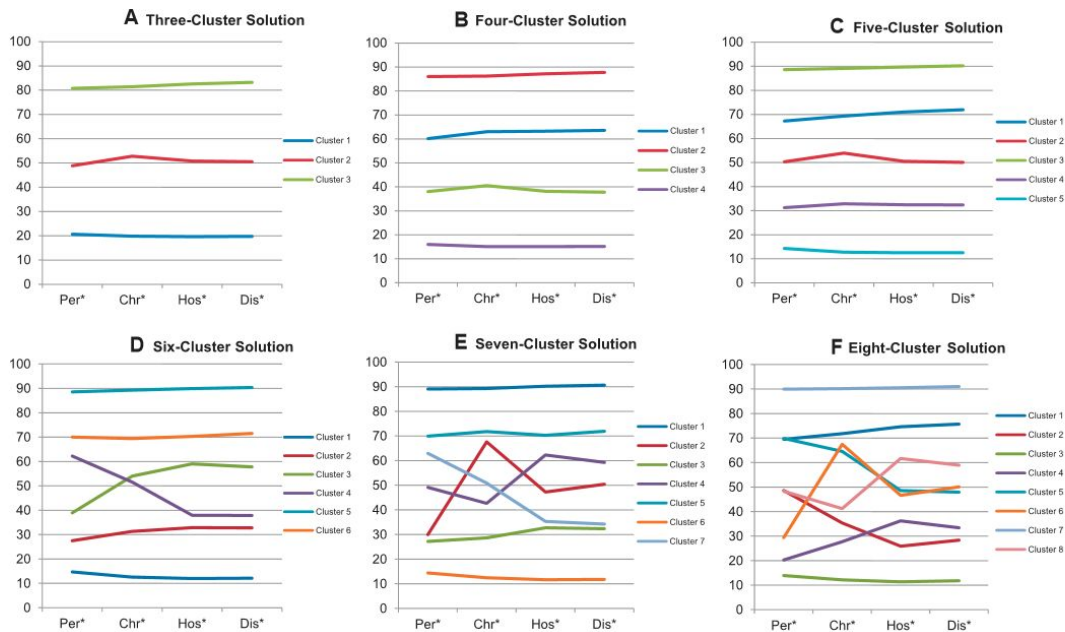 A Three-Cluster Solution
100
90
80
70
60
50
40
30
20
10
0
Per*
Chr*
Hos*
Dis*
Cluster 1
Cluster 2
Cluster 3
B Four-Cluster Solution
100
90
80
70
60
50
40
30
20
10
0
Per*
Chr*
Hos*
Dis*
Cluster 1
Cluster 2
Cluster 3
Cluster 4
C Five-Cluster Solution
100
90
80
70
60
50
40
30
20
10
0
Per*
Chr*
Hos*
Dis*
Cluster 1
Cluster 2
Cluster 3
Cluster 4
Cluster 5
D Six-Cluster Solution
100
90
80
70
60
50
40
30
20
10
0
Per*
Chr*
Hos*
Dis*
Cluster 1
Cluster 2
Cluster 3
Cluster 4
Cluster 5
Cluster 6
E Seven-Cluster Solution
100
90
80
70
60
50
40
30
20
10
0
Per*
Chr*
Hos*
Dis*
Cluster 1
Cluster 2
Cluster 3
Cluster 4
Cluster 5
Cluster 6
Cluster 7
F Eight-Cluster Solution
100
90
80
70
60
50
40
30
20
10
0
Per*
Chr*
Hos*
Dis*
Cluster 1
Cluster 2
Cluster 3
Cluster 4
Cluster 5
Cluster 6
Cluster 7
Cluster 8